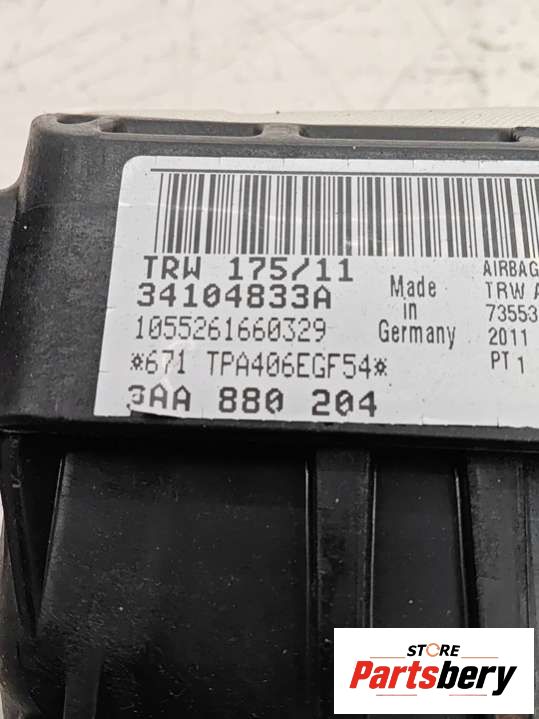 TRW 175/11
34104833A
1055261660329
*671 TPA406EGF54*
3AA 880 204
Made
in
Germany
AIRBAG
TRW A
73553
2011
PT 1
STORE
Partsbery